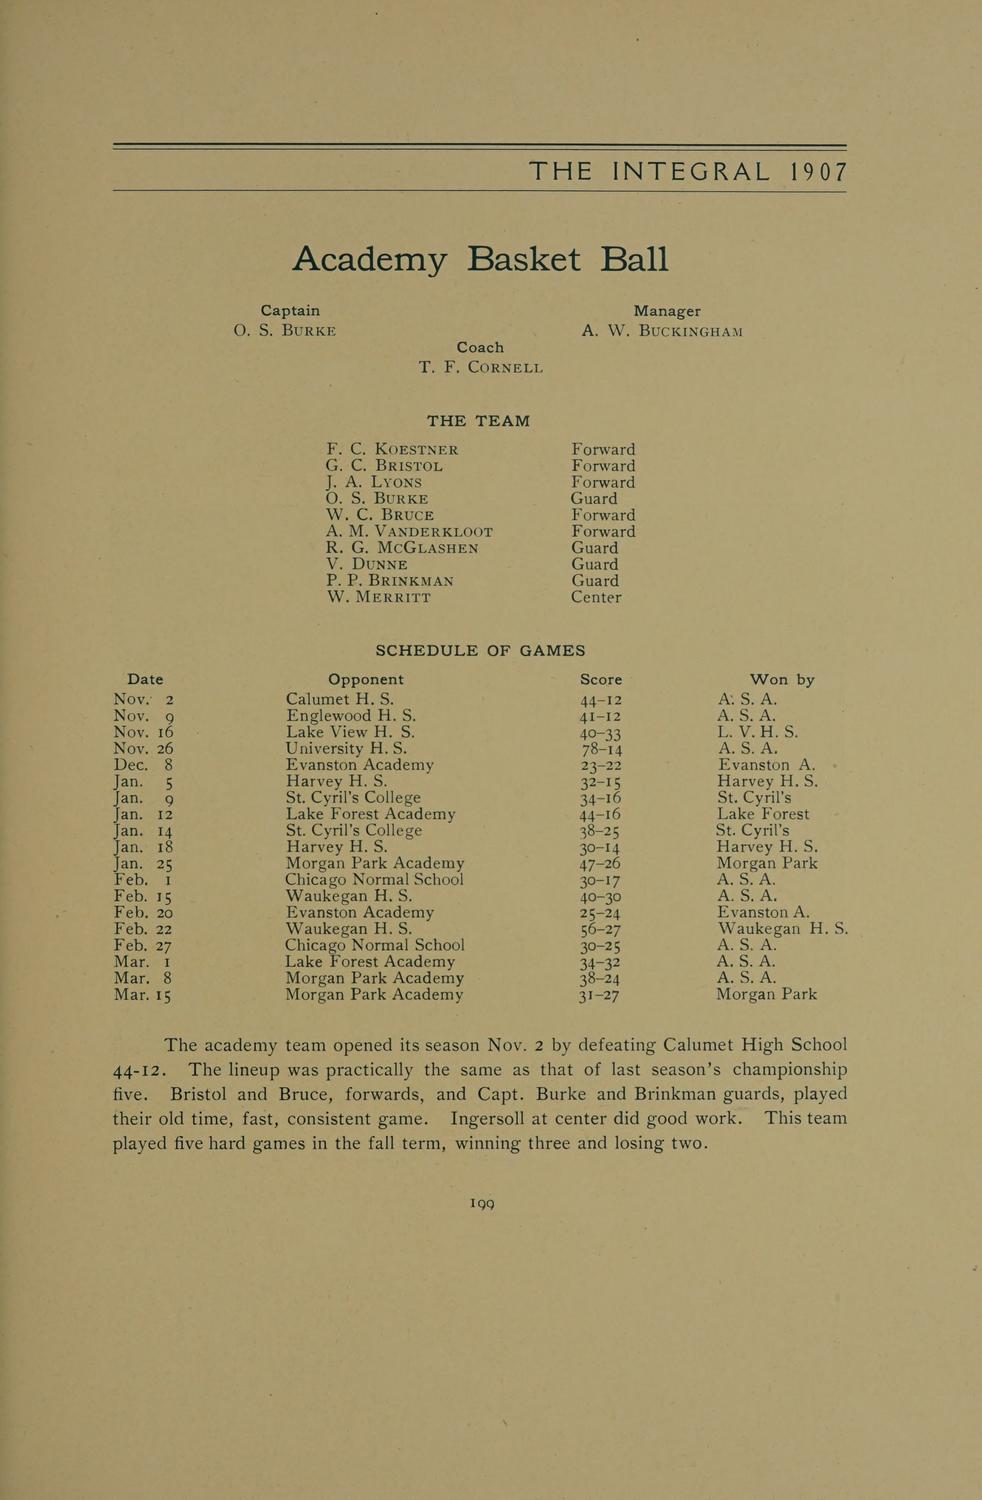 THE INTEGRAL 1907
Academy Basket Ball
Captain Manager
O. S. BURKE A. W. BUCKINGHAM
Coach
T. F. CORNELL
THE TEAM
F. C. KOESTNER Forward
G. C. BRISTOL Forward
J. A. LYONS Forward
O. S. BURKE Guard
W. C. BRUCE Forward
A. M. VANDERKLOOT Forward
R. G. MCGLASHEN Guard
V. DUNNE Guard
P. P. BRINKMAN Guard
W. MERRITT Center
SCHEDULE OF GAMES
Date Opponent Score Won by
Nov. 2 Calumet H. S. 44-12 A. S. A.
Nov. 9 Englewood H. S. 41-12 A. S. A.
Nov. 16 Lake View H. S. 40-33 L. V. H. S.
Nov. 26 University H. S. 78-14 A. S. A.
Dec. 8 Evanston Academy 23-22 Evanston A.
Jan. 5 Harvey H. S. 32-15 Harvey H. S.
Jan. 9 St. Cyril's College 34-16 St. Cyril's
Jan. 12 Lake Forest Academy 44-16 Lake Forest
Jan. 14 St. Cyril's College 38-25 St. Cyril's
Jan. 18 Harvey H. S. 30-14 Harvey H. S.
Jan. 25 Morgan Park Academy 47-26 Morgan Park
Feb. 1 Chicago Normal School 30-17 A. S. A.
Feb. 15 Waukegan H. S. 40-30 A. S. A.
Feb. 20 Evanston Academy 25-24 Evanston A.
Feb. 22 Waukegan H. S. 56-27 Waukegan H. S.
Feb. 27 Chicago Normal School 30-25 A. S. A.
Mar. 1 Lake Forest Academy 34-32 A. S. A.
Mar. 8 Morgan Park Academy 38-24 A. S. A.
Mar. 15 Morgan Park Academy 31-27 Morgan Park
The academy team opened its season Nov. 2 by defeating Calumet High School
44-12. The lineup was practically the same as that of last season's championship
five. Bristol and Bruce, forwards, and Capt. Burke and Brinkman guards, played
their old time, fast, consistent game. Ingersoll at center did good work. This team
played five hard games in the fall term, winning three and losing two.
199